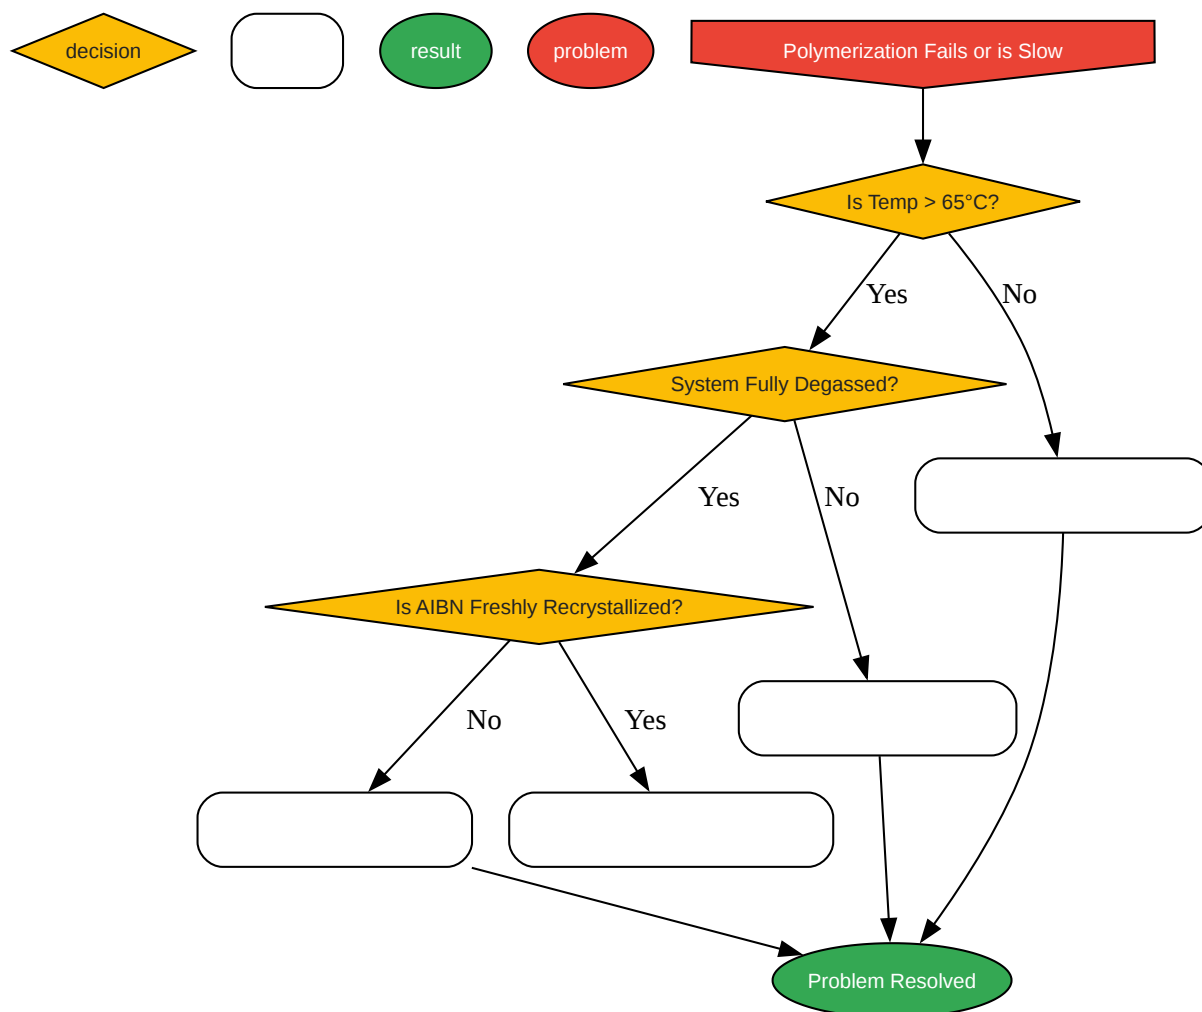 decision
result
problem
Polymerization Fails or is Slow
Is Temp > 65°C?
Yes
No
System Fully Degassed?
Yes
No
Is AIBN Freshly Recrystallized?
No
Yes
Problem Resolved